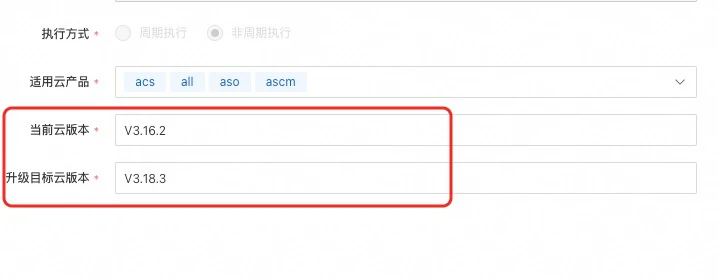 执行方式 * 周期执行 非周期执行
适用云产品 * acs all aso ascm
当前云版本 * V3.16.2
升级目标云版本 * V3.18.3